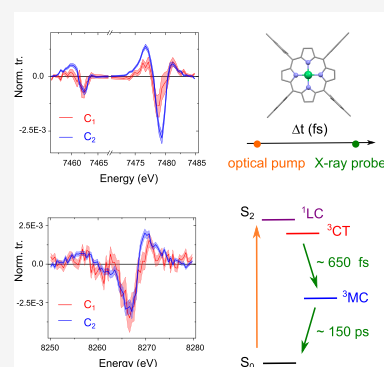 Norm. tr.
0.0
-2.5E-3
C₁
C₂
7460 7465 7475 7480 7485
Energy (eV)
Δt (fs)
optical pump X-ray probe
Norm. tr.
2.5E-3
0.0
-2.5E-3
C₁
C₂
8250 8260 8270 8280
Energy (eV)
S₂
¹LC
³CT
~ 650 fs
³MC
~ 150 ps
S₀